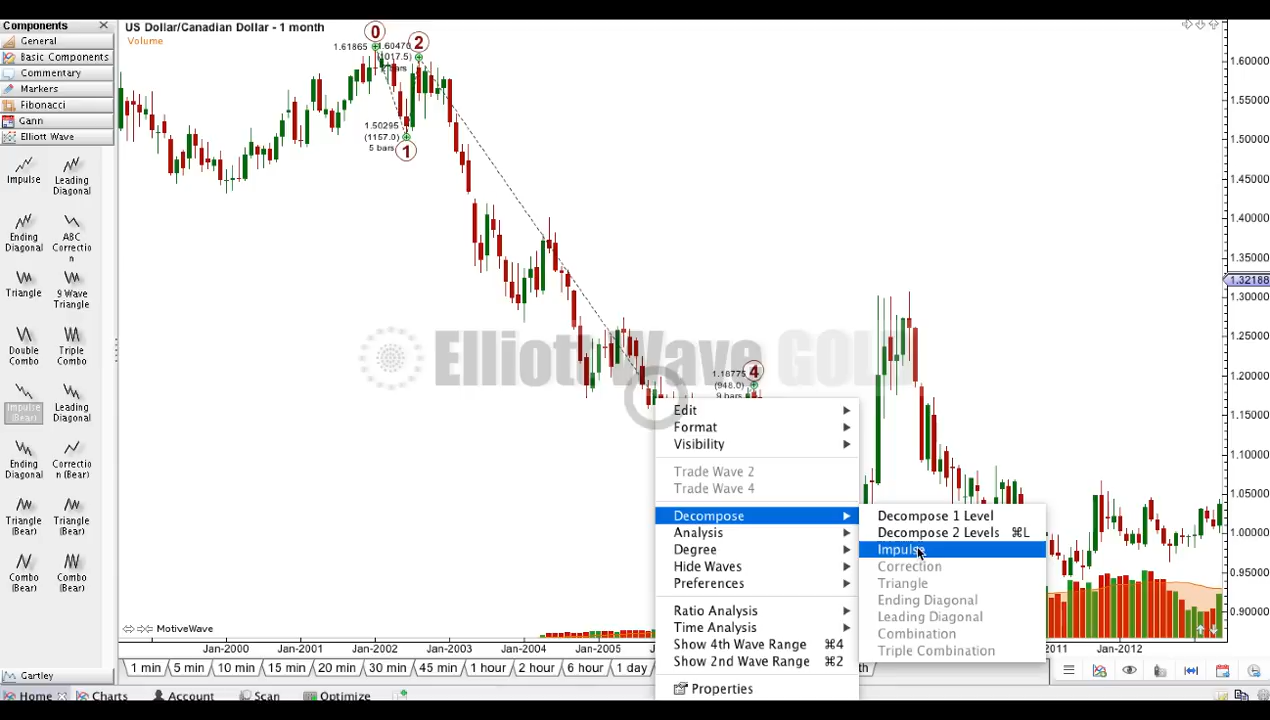 Components
US Dollar/Canadian Dollar - 1 month
Volume
General
Basic Components
Commentary
Markers
Fibonacci
Gann
Elliott Wave
Impulse
Leading
Diagonal
Ending
Diagonal
ABC
Correctio
n
Triangle
9 Wave
Triangle
Double
Combo
Triple
Combo
Impulse
(Bear)
Leading
Diagonal
Ending
Diagonal
Correctio
n (Bear)
Triangle
(Bear)
Triangle
(Bear)
Combo
(Bear)
Combo
(Bear)
Gartley
0
1.61865
2
1.60470
(1017.5)
1.50295
(1157.0)
5 bars
1
Elliott Wave GOLD
1.18775
(948.0)
9 bars
4
Edit
Format
Visibility
Trade Wave 2
Trade Wave 4
Decompose
Analysis
Degree
Hide Waves
Preferences
Ratio Analysis
Time Analysis
Show 4th Wave Range ⌘4
Show 2nd Wave Range ⌘2
Properties
Decompose 1 Level
Decompose 2 Levels ⌘L
Impulse
Correction
Triangle
Ending Diagonal
Leading Diagonal
Combination
Triple Combination
1.60000
1.55000
1.50000
1.45000
1.40000
1.35000
1.32188
1.30000
1.25000
1.20000
1.15000
1.10000
1.05000
1.00000
0.95000
0.90000
MotiveWave
Jan-2000 Jan-2001 Jan-2002 Jan-2003 Jan-2004 Jan-2005 2011 Jan-2012
1 min 5 min 10 min 15 min 20 min 30 min 45 min 1 hour 2 hour 6 hour 1 day
Home Charts Account Scan Optimize